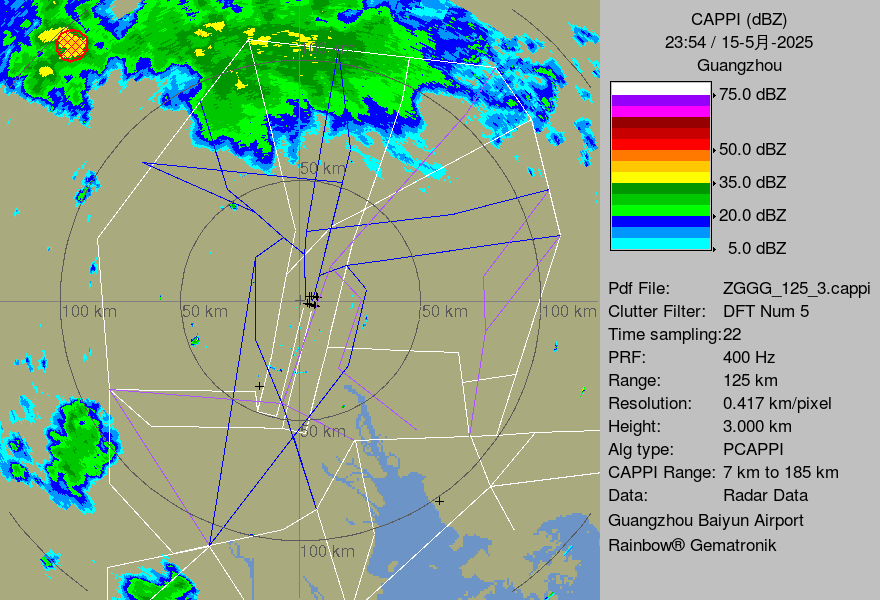 CAPPI (dBZ)
23:54 / 15-5月-2025
Guangzhou
75.0 dBZ
50.0 dBZ
35.0 dBZ
20.0 dBZ
5.0 dBZ
50 km
100 km
50 km
50 km
100 km
50 km
100 km
Pdf File: ZGGG_125_3.cappi
Clutter Filter: DFT Num 5
Time sampling:22
PRF: 400 Hz
Range: 125 km
Resolution: 0.417 km/pixel
Height: 3.000 km
Alg type: PCAPPI
CAPPI Range: 7 km to 185 km
Data: Radar Data
Guangzhou Baiyun Airport
Rainbow® Gematronik